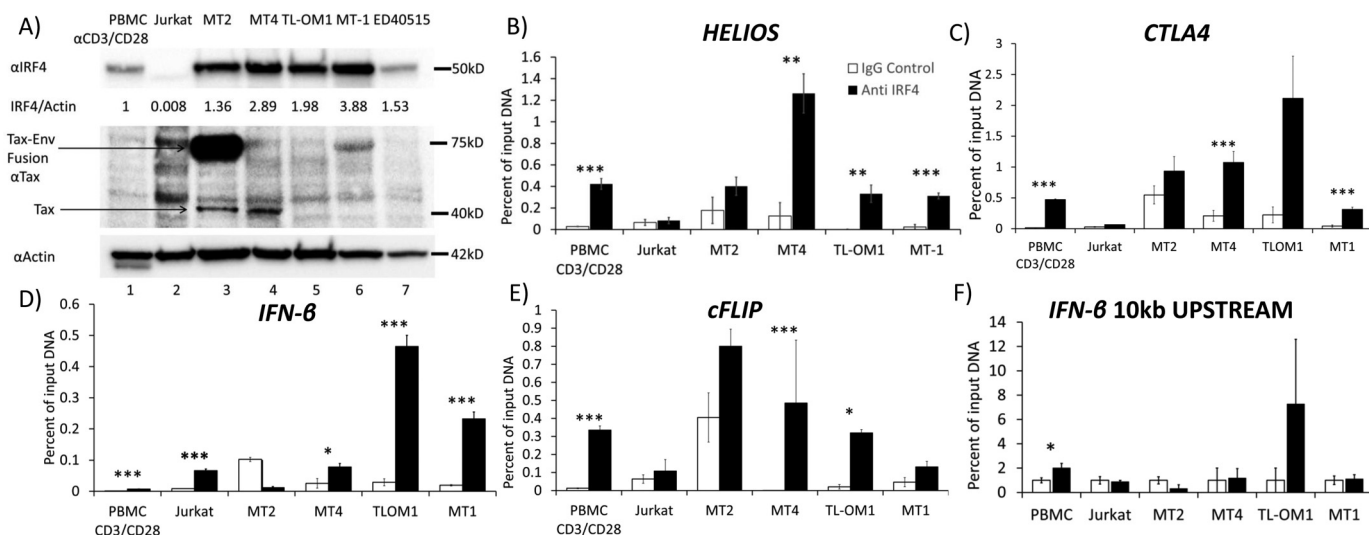 A)
PBMC Jurkat MT2 MT4 TL-OM1 MT-1 ED40515
αCD3/CD28
αIRF4
50kD
IRF4/Actin 1 0.008 1.36 2.89 1.98 3.88 1.53
Tax-Env
Fusion
αTax
75kD
Tax
40kD
αActin
42kD
1 2 3 4 5 6 7
B)
HELIOS
Percent of input DNA
1.6
1.4
1.2
1
0.8
0.6
0.4
0.2
0
IgG Control
Anti IRF4
*** ** ** ***
PBMC Jurkat MT2 MT4 TL-OM1 MT-1
CD3/CD28
C)
CTLA4
Percent of input DNA
3
2.5
2
1.5
1
0.5
0
*** *** ***
PBMC Jurkat MT2 MT4 TLOM1 MT1
CD3/CD28
D)
IFN-β
Percent of input DNA
0.6
0.5
0.4
0.3
0.2
0.1
0
*** *** * *** ***
PBMC Jurkat MT2 MT4 TLOM1 MT1
CD3/CD28
E)
cFLIP
Percent of input DNA
1
0.9
0.8
0.7
0.6
0.5
0.4
0.3
0.2
0.1
0
*** *** *
PBMC Jurkat MT2 MT4 TL-OM1 MT1
CD3/CD28
F)
IFN-β 10kb UPSTREAM
Percent of input DNA
14
12
10
8
6
4
2
0
*
PBMC Jurkat MT2 MT4 TL-OM1 MT1